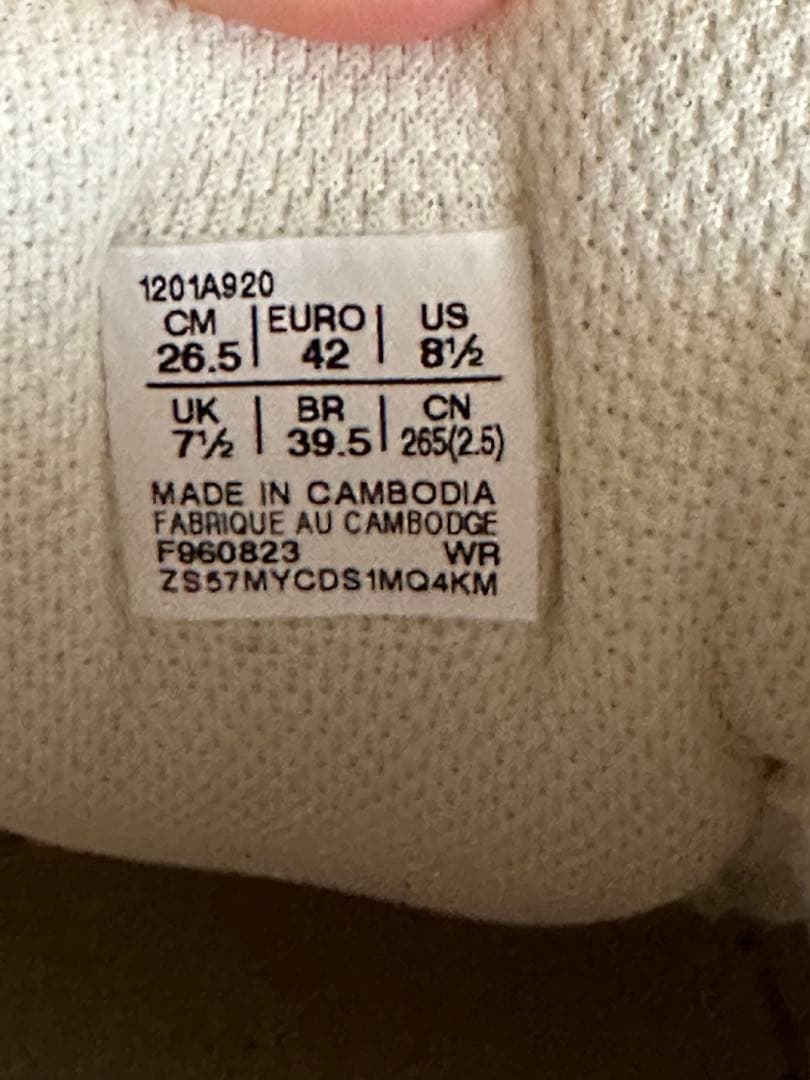 1201A920
CM | EURO | US
26.5 | 42 | 8½
UK | BR | CN
7½ | 39.5 | 265(2.5)
MADE IN CAMBODIA
FABRIQUE AU CAMBODGE
F960823 WR
ZS57MYCDS1MQ4KM